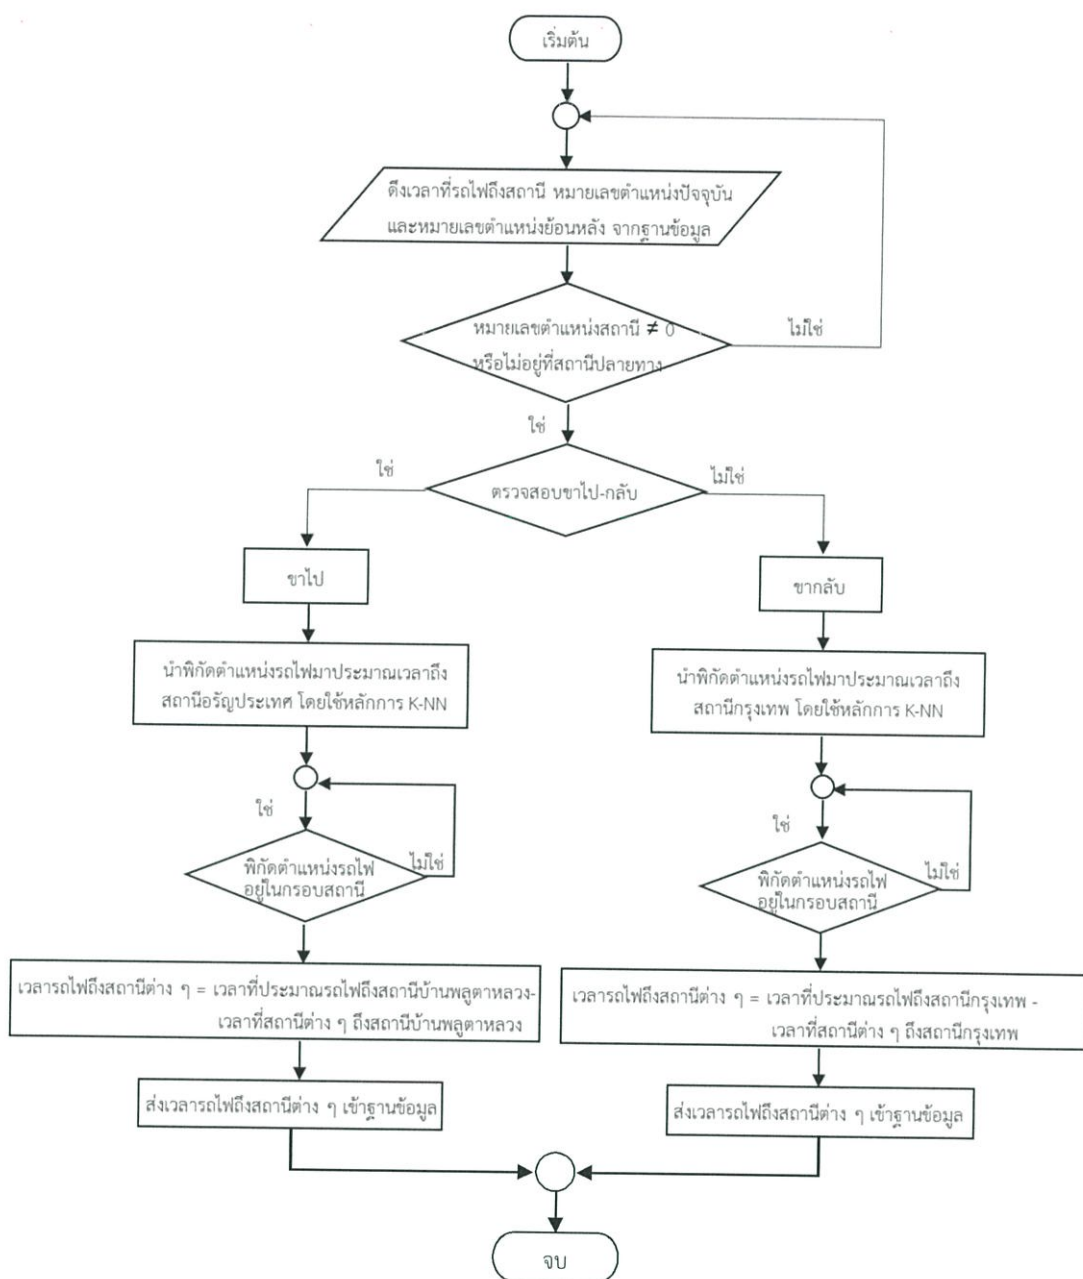 เริ่มต้น
ดึงเวลาที่รถไฟถึงสถานี หมายเลขตำแหน่งปัจจุบัน
และหมายเลขตำแหน่งย้อนหลัง จากฐานข้อมูล
หมายเลขตำแหน่งสถานี ≠ 0
หรือไม่อยู่ที่สถานีปลายทาง
ไม่ใช่
ใช่
ตรวจสอบขาไป-กลับ
ใช่
ไม่ใช่
ขาไป
ขากลับ
นำพิกัดตำแหน่งรถไฟมาประมาณเวลาถึง
สถานีอรัญประเทศ โดยใช้หลักการ K-NN
นำพิกัดตำแหน่งรถไฟมาประมาณเวลาถึง
สถานีกรุงเทพ โดยใช้หลักการ K-NN
ใช่
พิกัดตำแหน่งรถไฟ
อยู่ในกรอบสถานี
ไม่ใช่
ใช่
พิกัดตำแหน่งรถไฟ
อยู่ในกรอบสถานี
ไม่ใช่
เวลารถไฟถึงสถานีต่าง ๆ = เวลาที่ประมาณรถไฟถึงสถานีบ้านพลูตาหลวง-
เวลาที่สถานีต่าง ๆ ถึงสถานีบ้านพลูตาหลวง
เวลารถไฟถึงสถานีต่าง ๆ = เวลาที่ประมาณรถไฟถึงสถานีกรุงเทพ -
เวลาที่สถานีต่าง ๆ ถึงสถานีกรุงเทพ
ส่งเวลารถไฟถึงสถานีต่าง ๆ เข้าฐานข้อมูล
ส่งเวลารถไฟถึงสถานีต่าง ๆ เข้าฐานข้อมูล
จบ